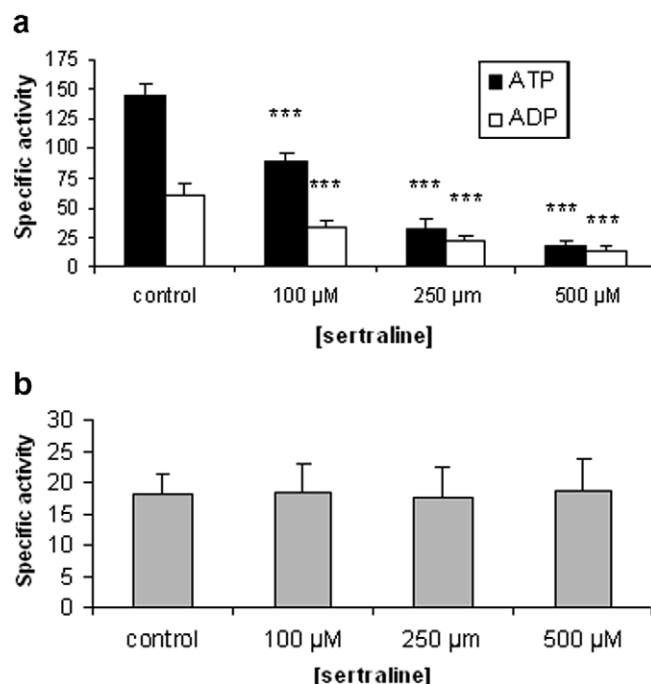 a
Specific activity
175
150
125
100
75
50
25
0
ATP
ADP
***
***
***
***
***
***
control 100 µM 250 µm 500 µM
[sertraline]
b
Specific activity
30
25
20
15
10
5
0
control 100 µM 250 µm 500 µM
[sertraline]